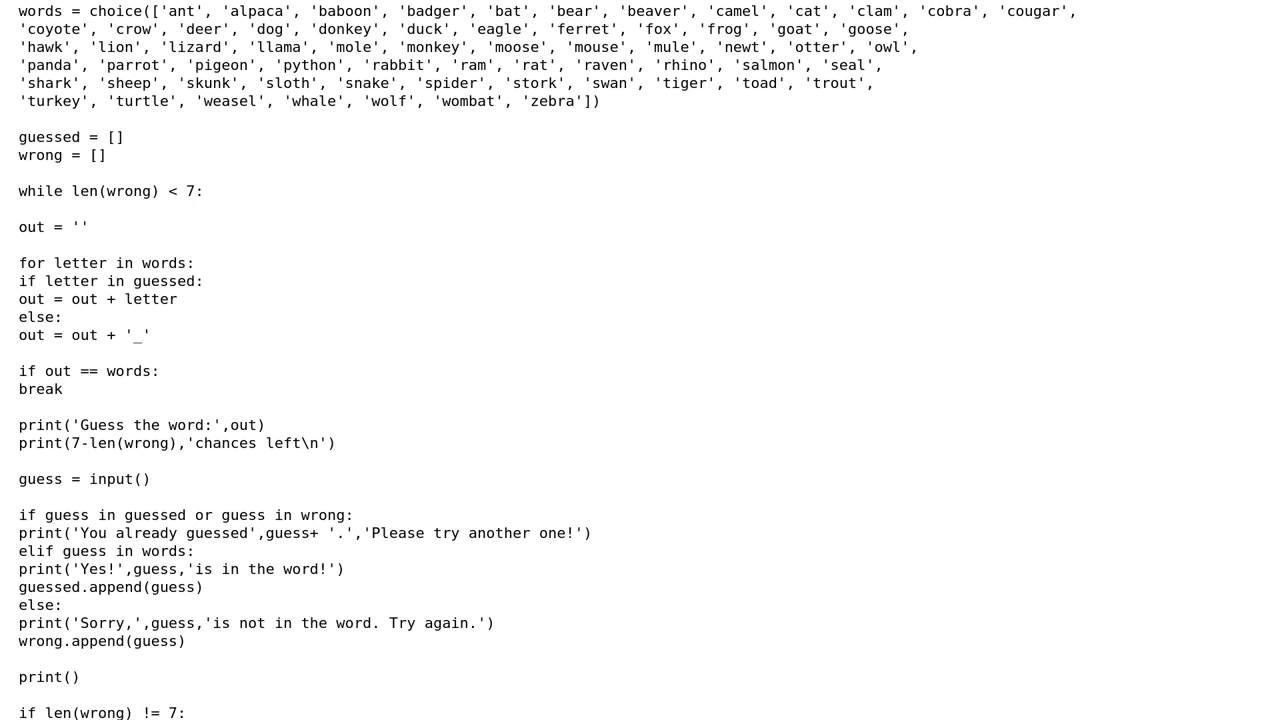 words = choice(['ant', 'alpaca', 'baboon', 'badger', 'bat', 'bear', 'beaver', 'camel', 'cat', 'clam', 'cobra', 'cougar',
'coyote', 'crow', 'deer', 'dog', 'donkey', 'duck', 'eagle', 'ferret', 'fox', 'frog', 'goat', 'goose',
'hawk', 'lion', 'lizard', 'llama', 'mole', 'monkey', 'moose', 'mouse', 'mule', 'newt', 'otter', 'owl',
'panda', 'parrot', 'pigeon', 'python', 'rabbit', 'ram', 'rat', 'raven', 'rhino', 'salmon', 'seal',
'shark', 'sheep', 'skunk', 'sloth', 'snake', 'spider', 'stork', 'swan', 'tiger', 'toad', 'trout',
'turkey', 'turtle', 'weasel', 'whale', 'wolf', 'wombat', 'zebra'])
guessed = []
wrong = []
while len(wrong) < 7:
out = ''
for letter in words:
if letter in guessed:
out = out + letter
else:
out = out + '_'
if out == words:
break
print('Guess the word:',out)
print(7-len(wrong),'chances left\n')
guess = input()
if guess in guessed or guess in wrong:
print('You already guessed',guess+ '.','Please try another one!')
elif guess in words:
print('Yes!',guess,'is in the word!')
guessed.append(guess)
else:
print('Sorry,',guess,'is not in the word. Try again.')
wrong.append(guess)
print()
if len(wrong) != 7: